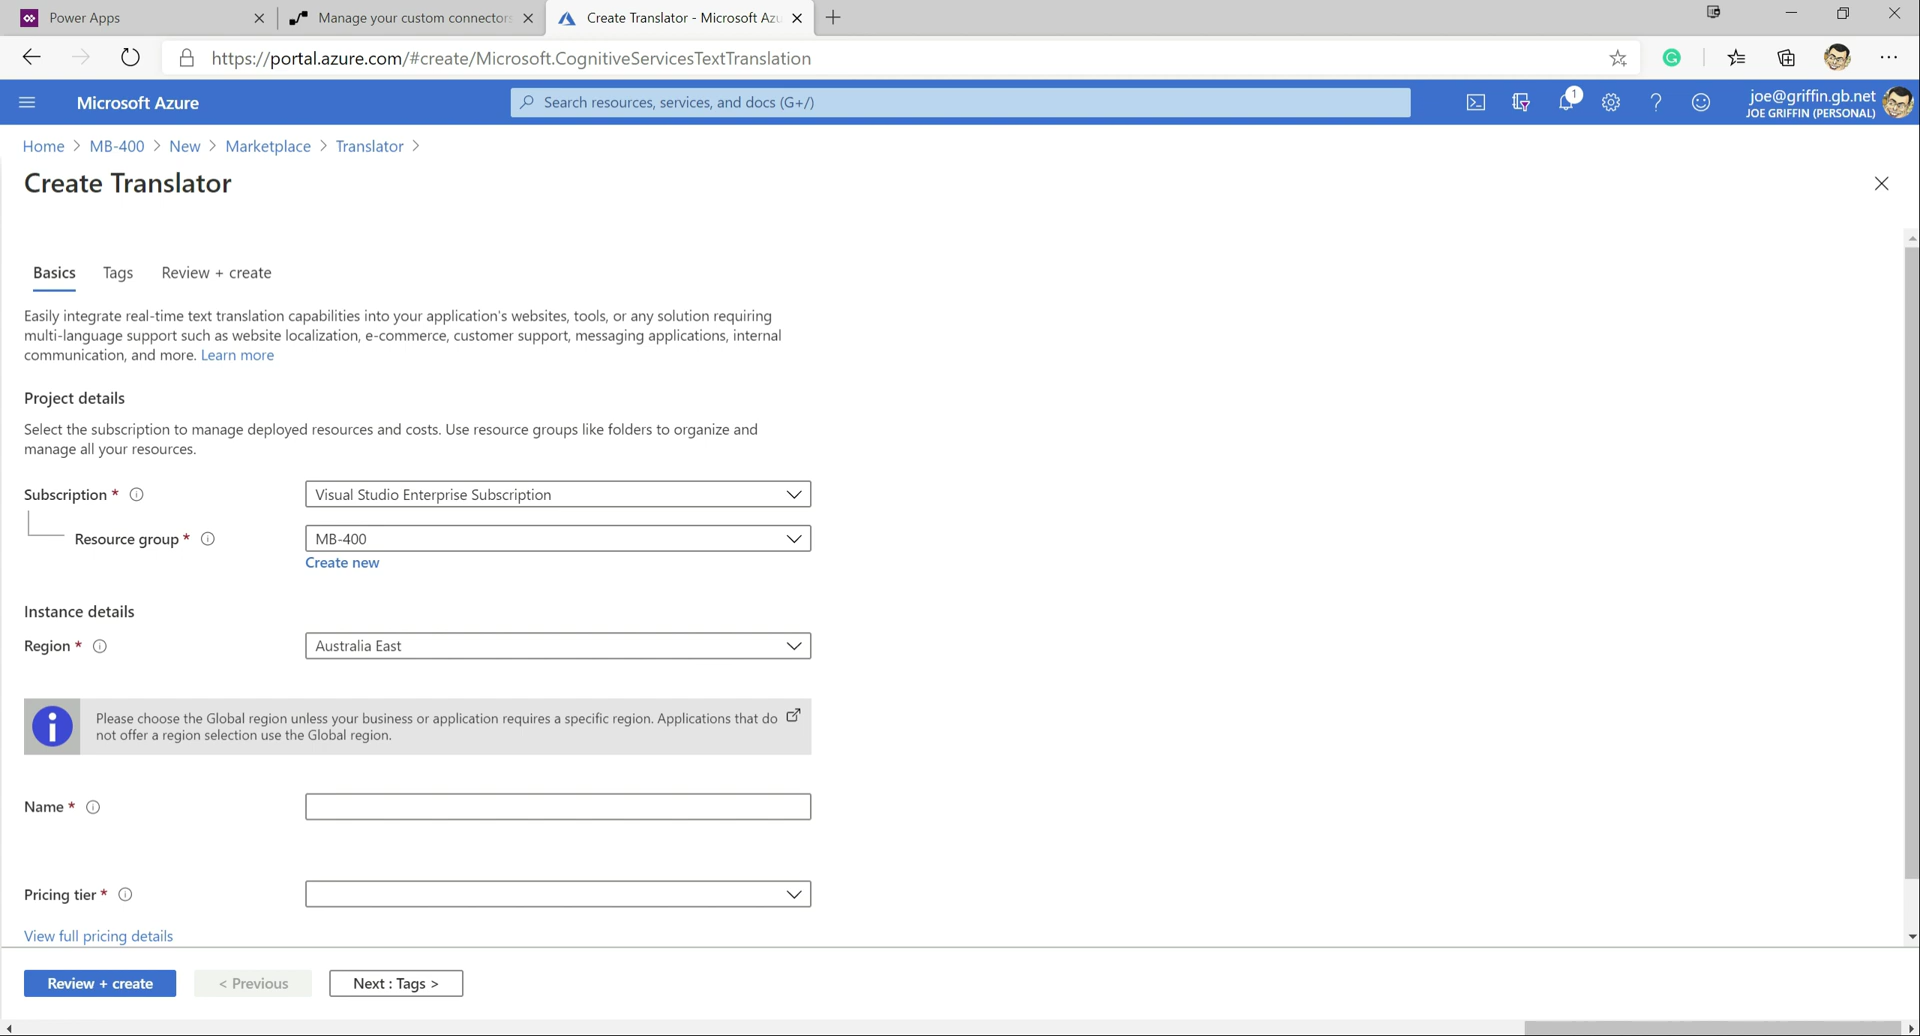 Power Apps
Manage your custom connectors
Create Translator - Microsoft Azu
https://portal.azure.com/#create/Microsoft.CognitiveServicesTextTranslation
Microsoft Azure
Search resources, services, and docs (G+/)
1
joe@griffin.gb.net
JOE GRIFFIN (PERSONAL)
Home > MB-400 > New > Marketplace > Translator >
Create Translator
Basics
Tags
Review + create
Easily integrate real-time text translation capabilities into your application's websites, tools, or any solution requiring
multi-language support such as website localization, e-commerce, customer support, messaging applications, internal
communication, and more. Learn more
Project details
Select the subscription to manage deployed resources and costs. Use resource groups like folders to organize and
manage all your resources.
Subscription *
Visual Studio Enterprise Subscription
Resource group *
MB-400
Create new
Instance details
Region *
Australia East
Please choose the Global region unless your business or application requires a specific region. Applications that do
not offer a region selection use the Global region.
Name *
Pricing tier *
View full pricing details
Review + create
< Previous
Next : Tags >